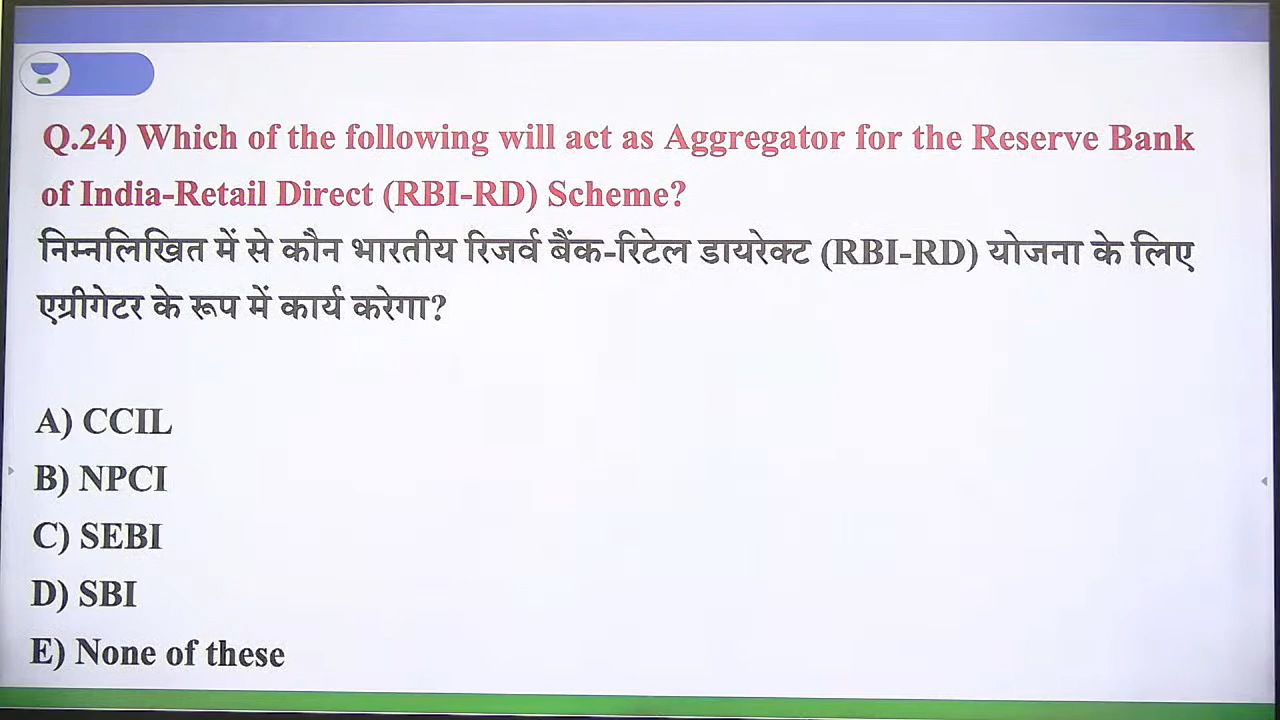 Q.24) Which of the following will act as Aggregator for the Reserve Bank
of India-Retail Direct (RBI-RD) Scheme?
निम्नलिखित में से कौन भारतीय रिजर्व बैंक-रिटेल डायरेक्ट (RBI-RD) योजना के लिए
एग्रीगेटर के रूप में कार्य करेगा?
A) CCIL
B) NPCI
C) SEBI
D) SBI
E) None of these